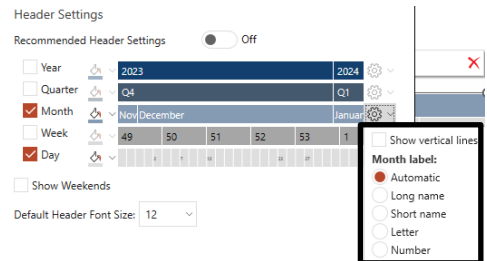 Header Settings
Recommended Header Settings Off
Year 2023 2024
Quarter Q4 Q1
Month Nov December Januar
Week 49 50 51 52 53 1
Day
Show Weekends
Default Header Font Size: 12
Show vertical lines
Month label:
Automatic
Long name
Short name
Letter
Number